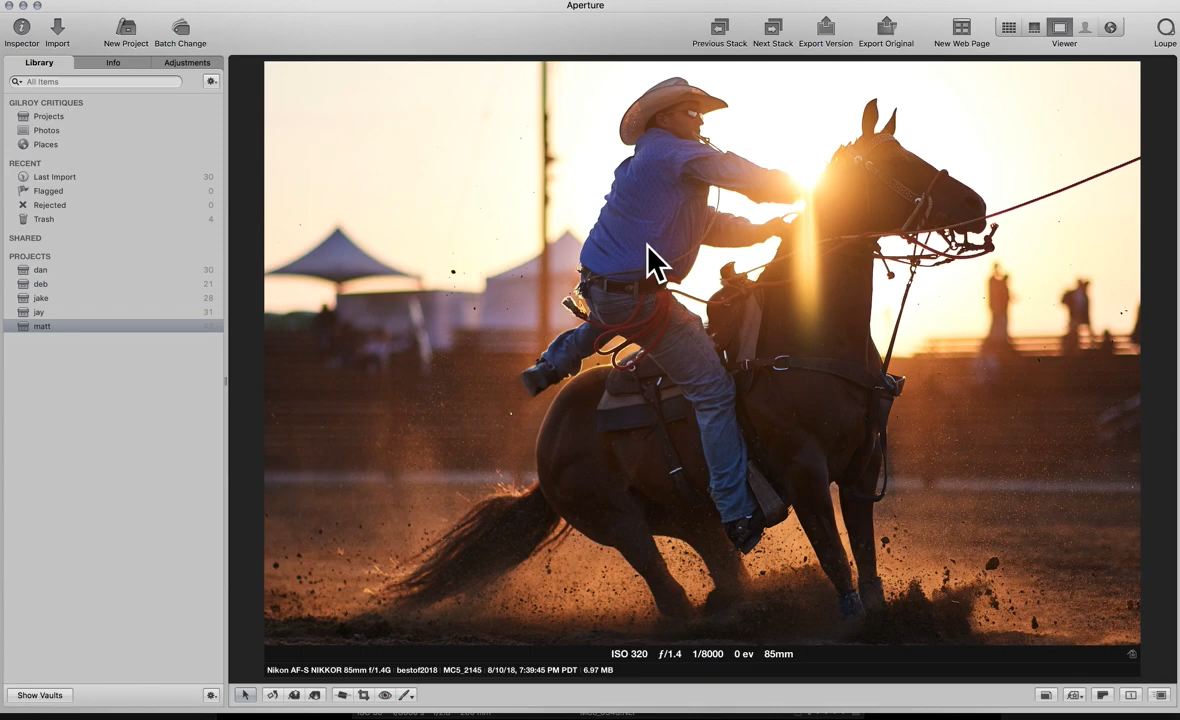 Aperture
Inspector Import New Project Batch Change Previous Stack Next Stack Export Version Export Original New Web Page Viewer Loupe
Library Info Adjustments
All Items
GILROY CRITIQUES
Projects
Photos
Places
RECENT
Last Import 30
Flagged 0
Rejected 0
Trash 4
SHARED
PROJECTS
dan 30
deb 21
jake 28
jay 31
matt
ISO 320 ƒ/1.4 1/8000 0 ev 85mm
Nikon AF-S NIKKOR 85mm f/1.4G bestof2018 MC5_2145 8/10/18, 7:39:45 PM PDT 6.97 MB
Show Vaults